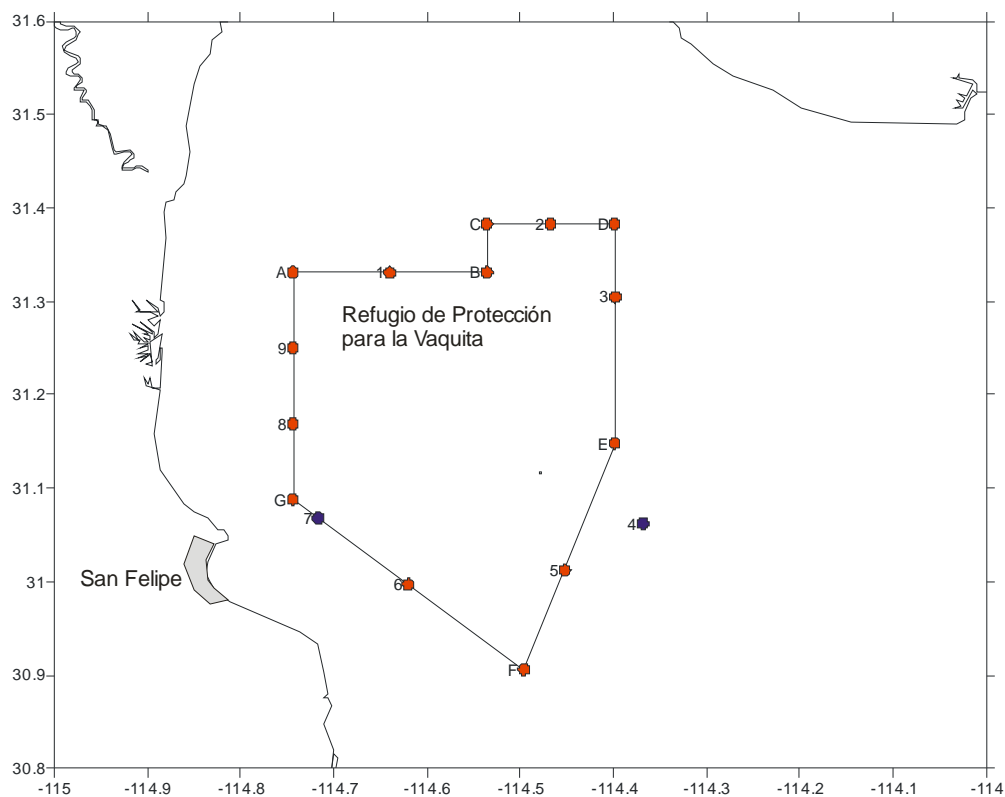 31.6
31.5
31.4
31.3
31.2
31.1
31
30.9
30.8
C 2 D
A 1 B
3
Refugio de Protección
para la Vaquita
9
8
E
G
7
4
5
6
San Felipe
F
-115 -114.9 -114.8 -114.7 -114.6 -114.5 -114.4 -114.3 -114.2 -114.1 -114